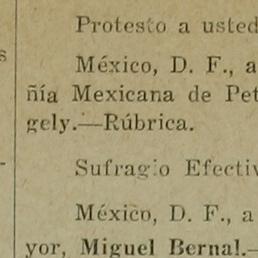 Protesto a usted
México, D. F., a
ñía Mexicana de Pet
gely.—Rúbrica.
Sufragio Efectiv
México, D. F., a
yor, Miguel Bernal.—